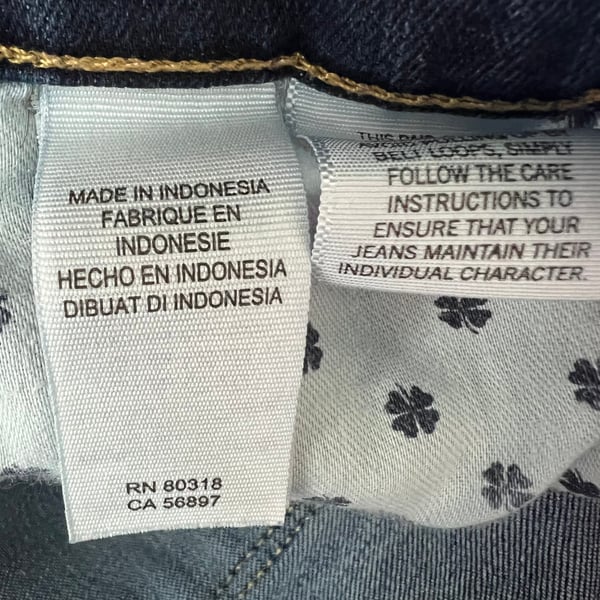 MADE IN INDONESIA
FABRIQUE EN
INDONESIE
HECHO EN INDONESIA
DIBUAT DI INDONESIA
RN 80318
CA 56897
THIS
BELT LOOPS, SIMPLY
FOLLOW THE CARE
INSTRUCTIONS TO
ENSURE THAT YOUR
JEANS MAINTAIN THEIR
INDIVIDUAL CHARACTER.